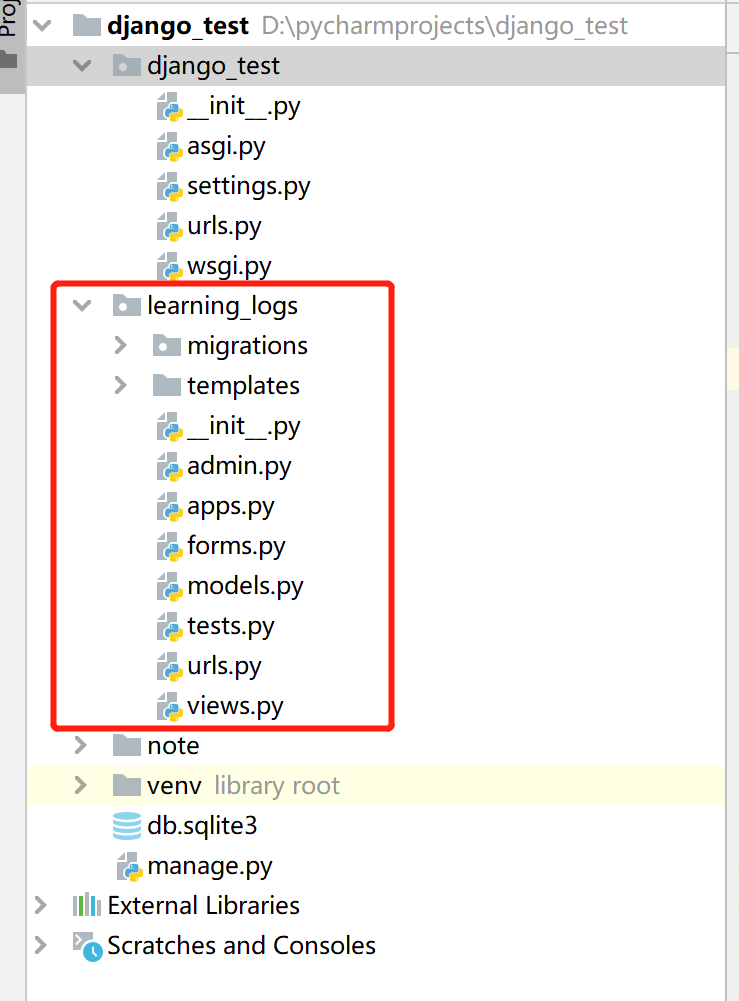 Proj
django_test D:\pycharmprojects\django_test
django_test
__init__.py
asgi.py
settings.py
urls.py
wsgi.py
learning_logs
migrations
templates
__init__.py
admin.py
apps.py
forms.py
models.py
tests.py
urls.py
views.py
note
venv library root
db.sqlite3
manage.py
External Libraries
Scratches and Consoles